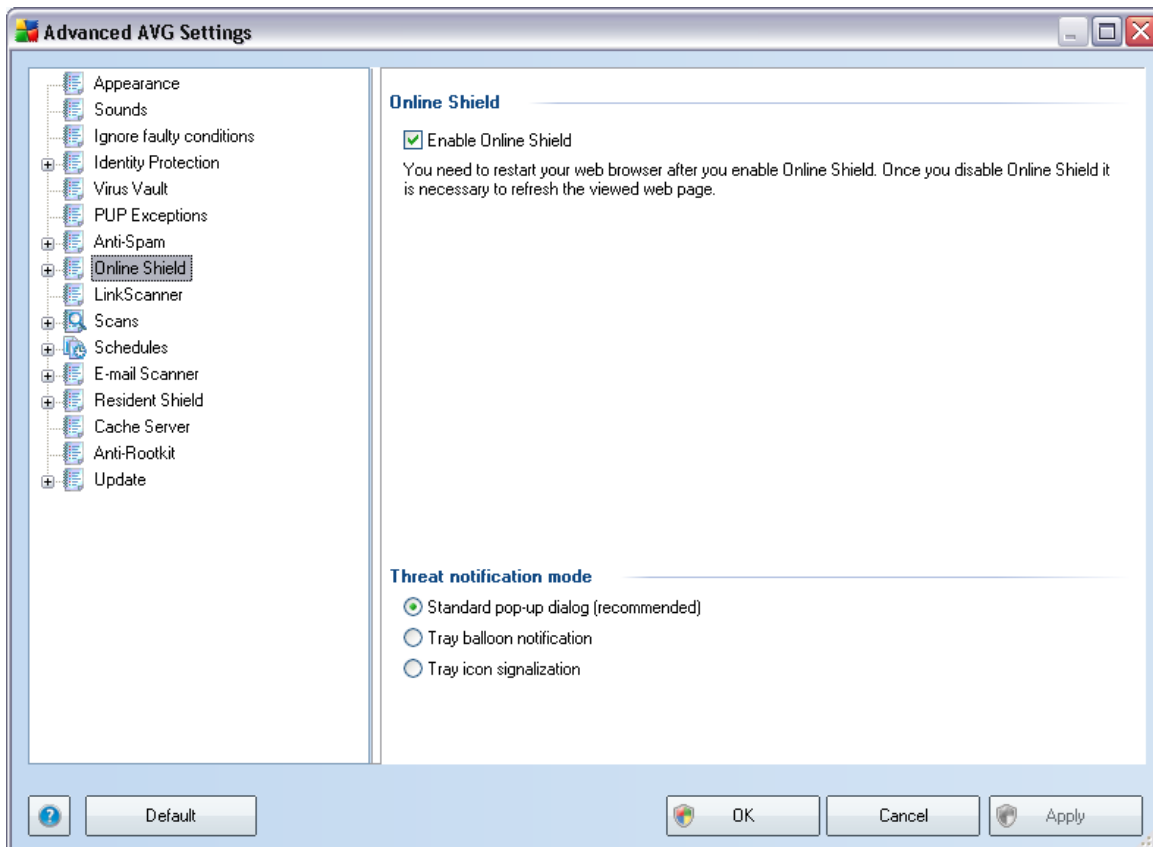 Advanced AVG Settings
Appearance
Sounds
Ignore faulty conditions
Identity Protection
Virus Vault
PUP Exceptions
Anti-Spam
Online Shield
LinkScanner
Scans
Schedules
E-mail Scanner
Resident Shield
Cache Server
Anti-Rootkit
Update
Online Shield
Enable Online Shield
You need to restart your web browser after you enable Online Shield. Once you disable Online Shield it
is necessary to refresh the viewed web page.
Threat notification mode
Standard pop-up dialog (recommended)
Tray balloon notification
Tray icon signalization
?
Default
OK
Cancel
Apply